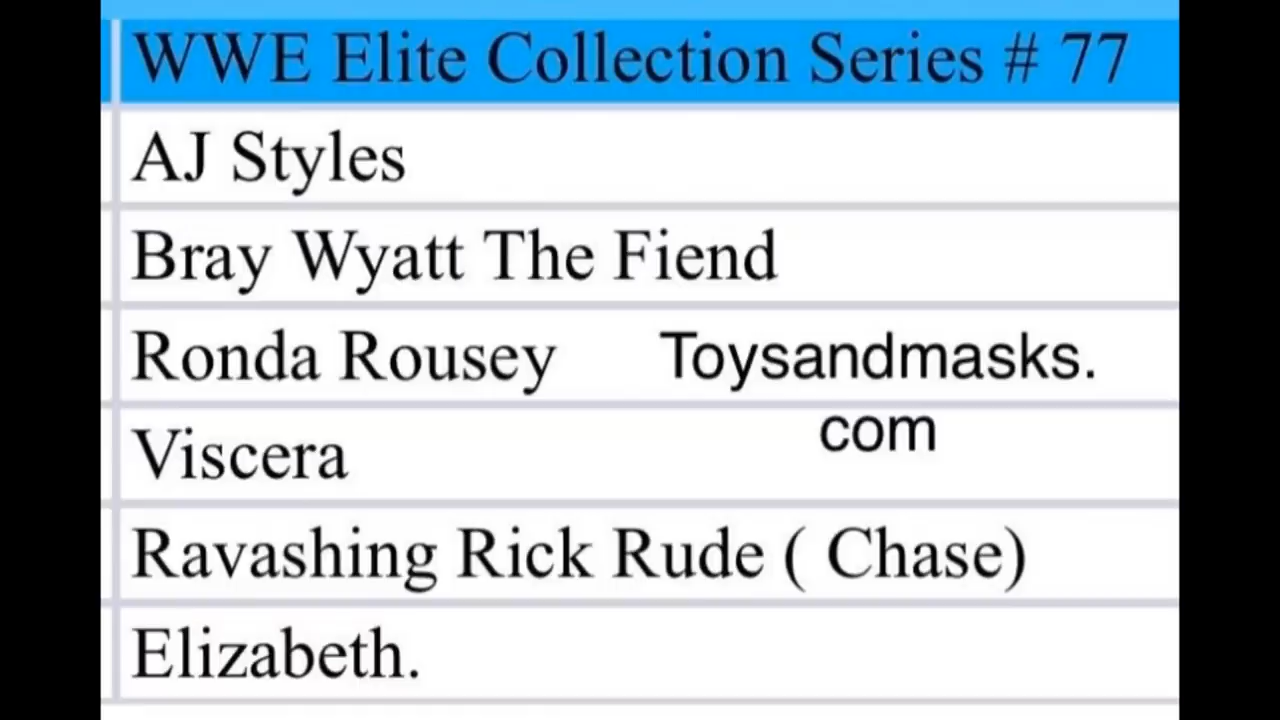 WWE Elite Collection Series # 77
AJ Styles
Bray Wyatt The Fiend
Ronda Rousey
Toysandmasks.
com
Viscera
Ravashing Rick Rude ( Chase)
Elizabeth.